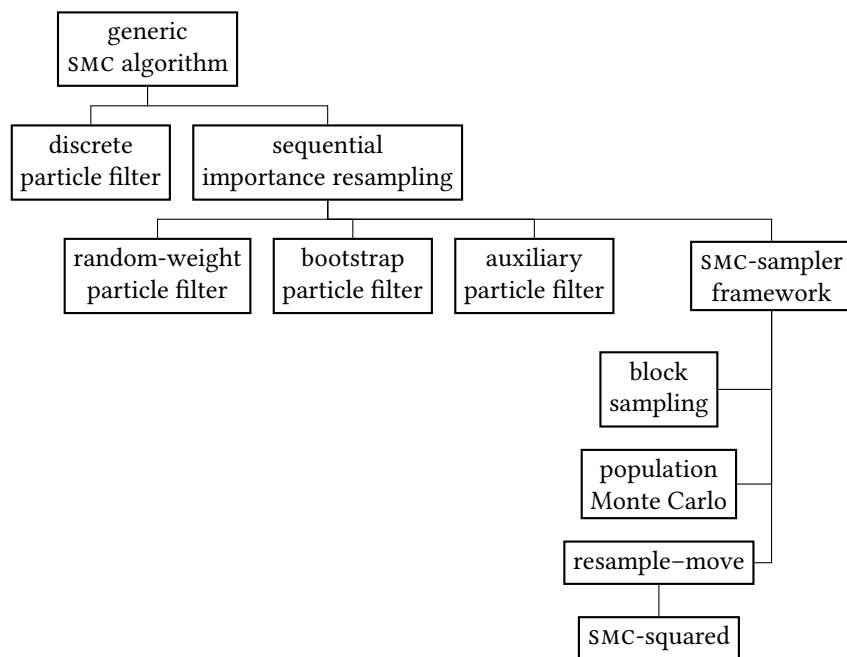 generic
SMC algorithm
discrete
particle filter
sequential
importance resampling
random-weight
particle filter
bootstrap
particle filter
auxiliary
particle filter
SMC-sampler
framework
block
sampling
population
Monte Carlo
resample–move
SMC-squared